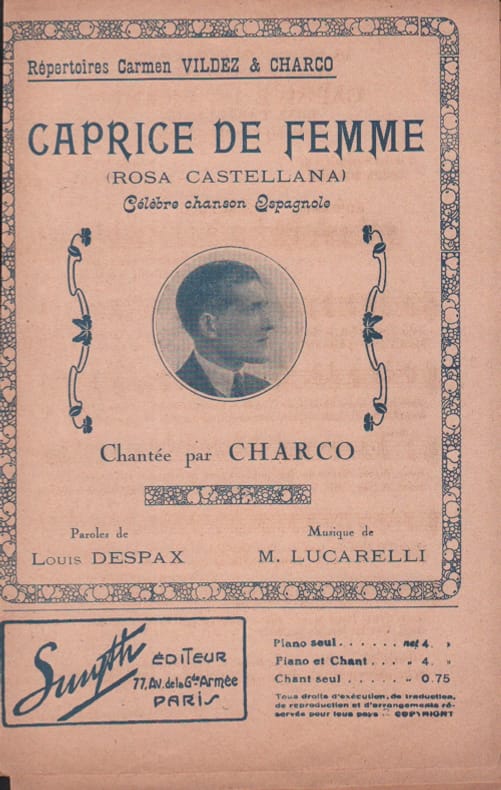 Répertoires Carmen VILDEZ & CHARCO
CAPRICE DE FEMME
(ROSA CASTELLANA)
Célèbre chanson Espagnole
Chantée par CHARCO
Paroles de
LOUIS DESPAX
Musique de
M. LUCARELLI
Smyth
ÉDITEUR
77, Av. de la Gde Armée
PARIS
Piano seul . . . . . . net 4. »
Piano et Chant . . . . » 4. »
Chant seul . . . . . . » 0.75
Tous droits d'exécution, de traduction,
de reproduction et d'arrangements ré-
servés pour tous pays .. COPYRIGHT